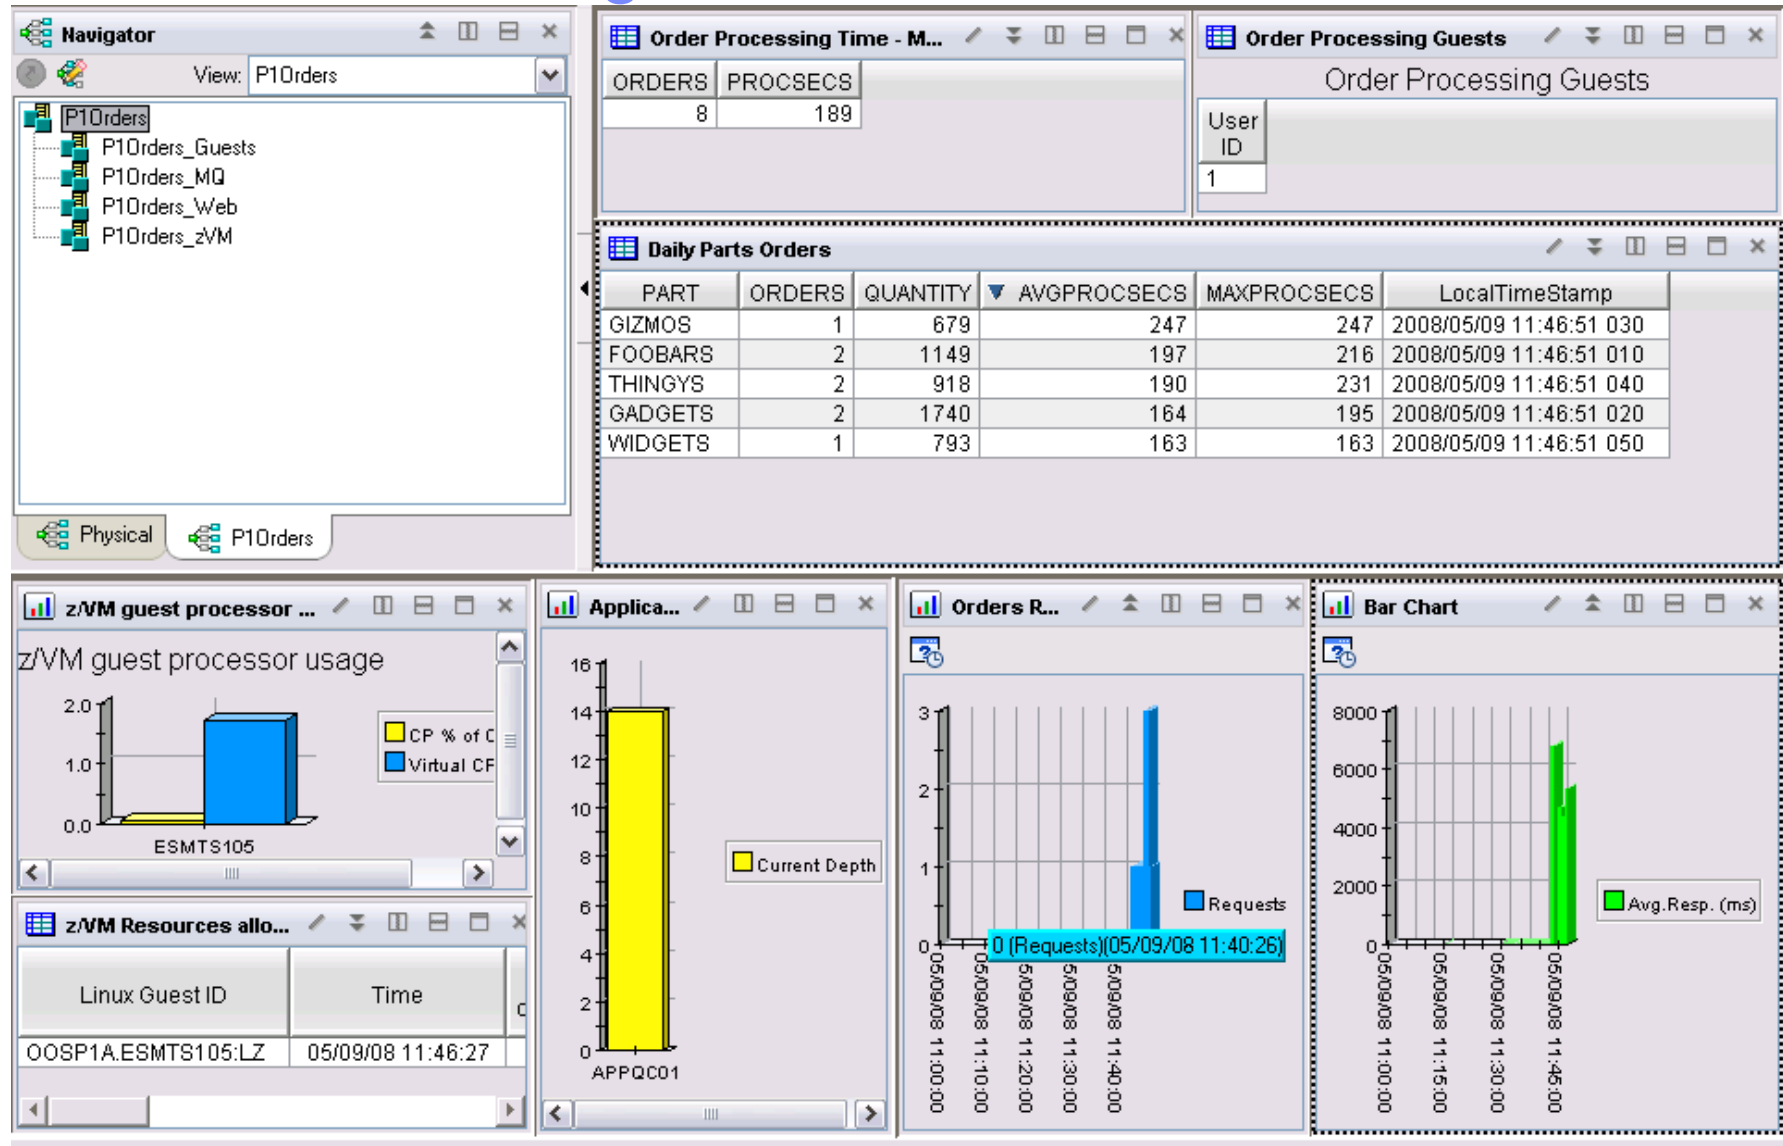 Navigator
View: P1Orders
P1Orders
P1Orders_Guests
P1Orders_MQ
P1Orders_Web
P1Orders_zVM
Physical
P1Orders
Order Processing Time - M...
ORDERS PROCSECS
8 189
Order Processing Guests
Order Processing Guests
User
ID
1
Daily Parts Orders
PART ORDERS QUANTITY AVGPROCSECS MAXPROCSECS LocalTimeStamp
GIZMOS 1 679 247 247 2008/05/09 11:46:51 030
FOOBARS 2 1149 197 216 2008/05/09 11:46:51 010
THINGYS 2 918 190 231 2008/05/09 11:46:51 040
GADGETS 2 1740 164 195 2008/05/09 11:46:51 020
WIDGETS 1 793 163 163 2008/05/09 11:46:51 050
z/VM guest processor ...
z/VM guest processor usage
2.0
1.0
0.0
ESMTS105
CP % of C
Virtual CP
z/VM Resources allo...
Linux Guest ID Time
OOSP1A.ESMTS105:LZ 05/09/08 11:46:27
Applica...
16
14
12
10
8
6
4
2
0
APPQC01
Current Depth
Orders R...
3
2
1
0
Requests
0 (Requests)(05/09/08 11:40:26)
05/09/08 11:00:00
05/09/08 11:10:00
5/09/08 11:20:00
5/09/08 11:30:00
5/09/08 11:40:00
Bar Chart
8000
6000
4000
2000
0
Avg.Resp. (ms)
05/09/08 11:00:00
05/09/08 11:15:00
05/09/08 11:30:00
05/09/08 11:45:00